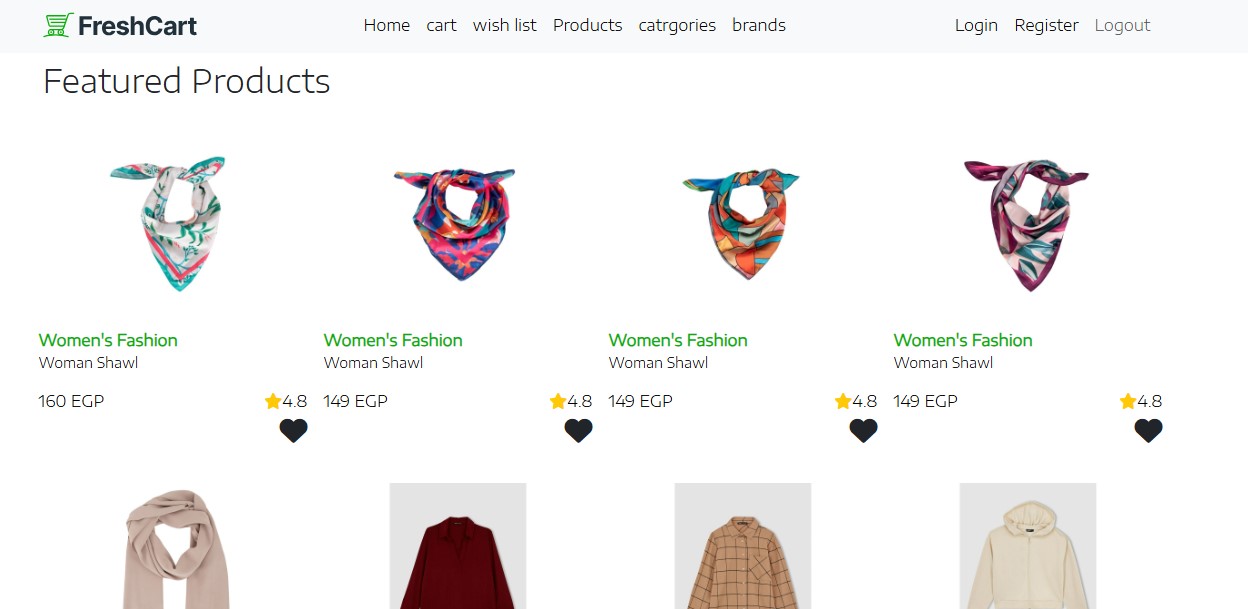 FreshCart Home cart wish list Products catrgories brands Login Register Logout
Featured Products
Women's Fashion Women's Fashion Women's Fashion Women's Fashion
Woman Shawl Woman Shawl Woman Shawl Woman Shawl
160 EGP 4.8 149 EGP 4.8 149 EGP 4.8 149 EGP 4.8